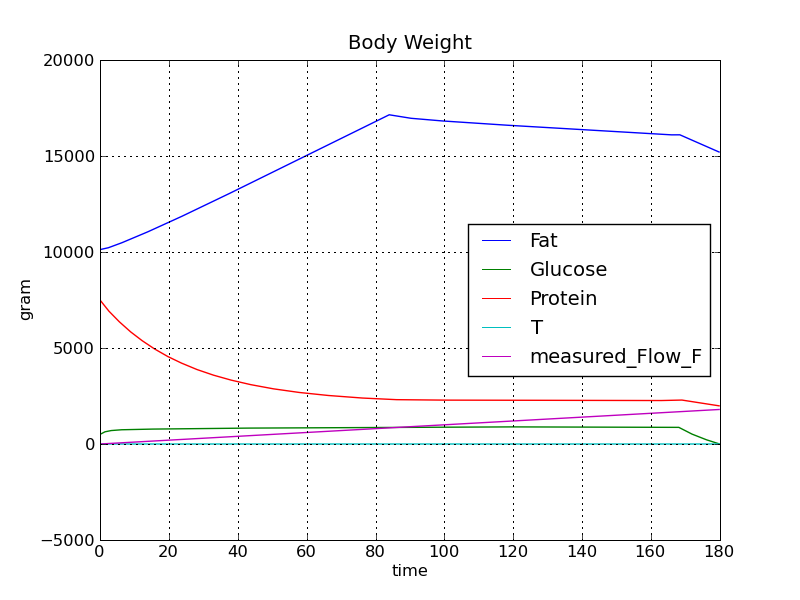 Body Weight
20000
15000
10000
5000
0
−5000
gram
Fat
Glucose
Protein
T
measured_Flow_F
0 20 40 60 80 100 120 140 160 180
time